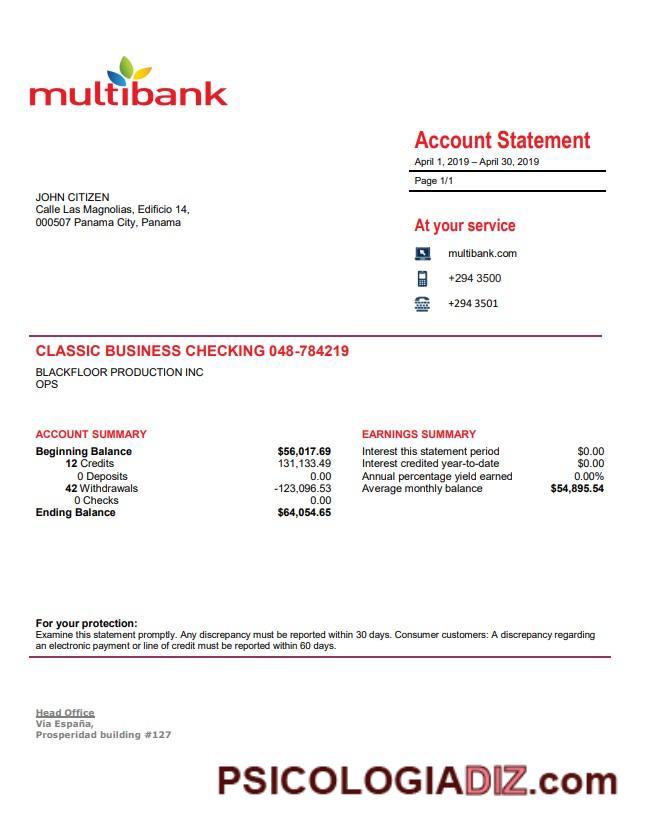 multibank
Account Statement
April 1, 2019 – April 30, 2019
Page 1/1
JOHN CITIZEN
Calle Las Magnolias, Edificio 14,
000507 Panama City, Panama
At your service
multibank.com
+294 3500
+294 3501
CLASSIC BUSINESS CHECKING 048-784219
BLACKFLOOR PRODUCTION INC
OPS
ACCOUNT SUMMARY
Beginning Balance $56,017.69
12 Credits 131,133.49
0 Deposits 0.00
42 Withdrawals -123,096.53
0 Checks 0.00
Ending Balance $64,054.65
EARNINGS SUMMARY
Interest this statement period $0.00
Interest credited year-to-date $0.00
Annual percentage yield earned 0.00%
Average monthly balance $54,895.54
For your protection:
Examine this statement promptly. Any discrepancy must be reported within 30 days. Consumer customers: A discrepancy regarding
an electronic payment or line of credit must be reported within 60 days.
Head Office
Via España,
Prosperidad building #127
PSICOLOGIADIZ.com